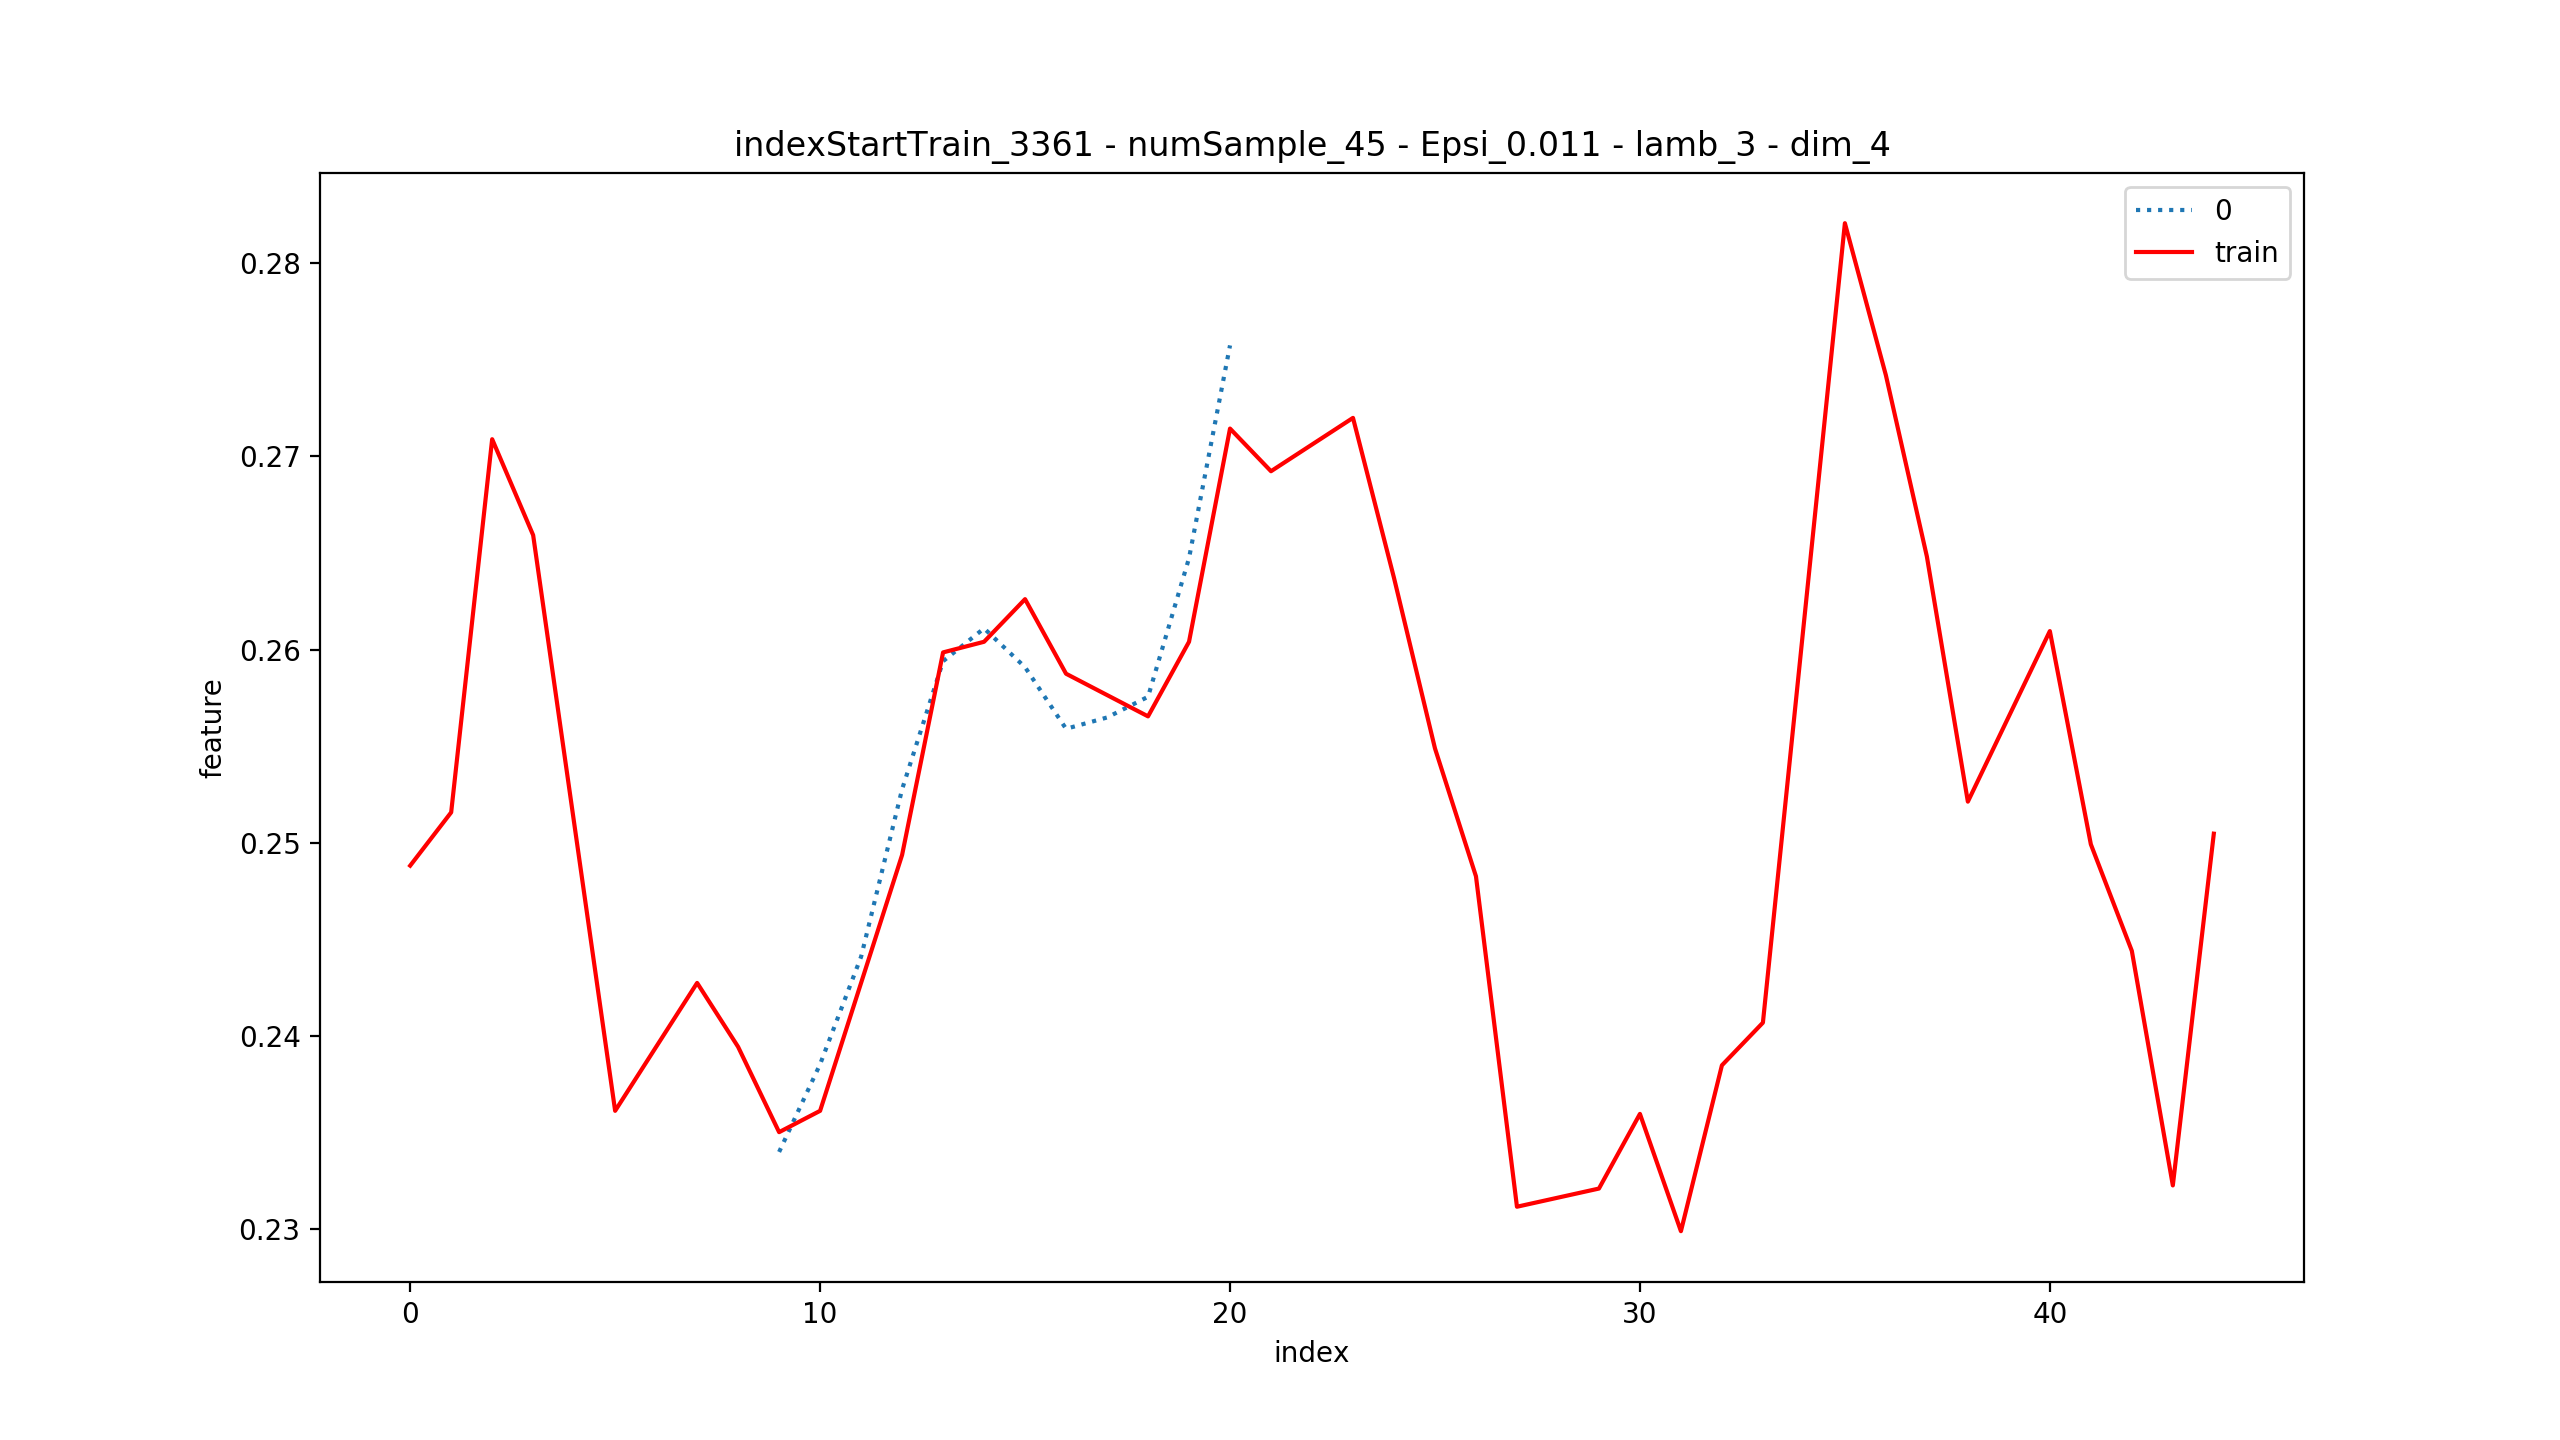 indexStartTrain_3361 - numSample_45 - Epsi_0.011 - lamb_3 - dim_4
0
train
0.28
0.27
0.26
0.25
0.24
0.23
feature
0 10 20 30 40
index